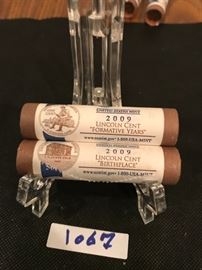 UNITED STATES MINT
2009
LINCOLN CENT
"FORMATIVE YEARS"
www.usmint.gov • 1-800-USA-MINT
2009
LINCOLN CENT
"BIRTHPLACE"
www.usmint.gov • 1-800-USA-MINT
1067